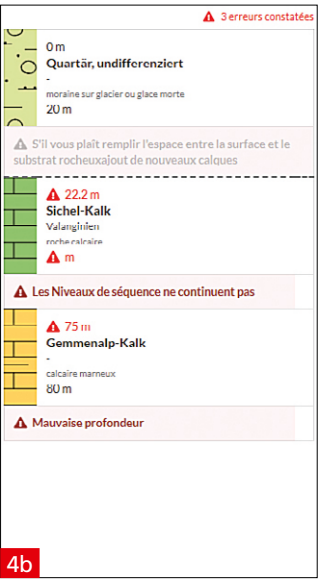 3 erreurs constatées
0 m
Quartär, undifferenziert
-
moraine sur glacier ou glace morte
20 m
S'il vous plaît remplir l'espace entre la surface et le
substrat rocheuxajout de nouveaux calques
22.2 m
Sichel-Kalk
Valanginien
roche calcaire
m
Les Niveaux de séquence ne continuent pas
75 m
Gemmenalp-Kalk
-
calcaire marneux
80 m
Mauvaise profondeur
4b